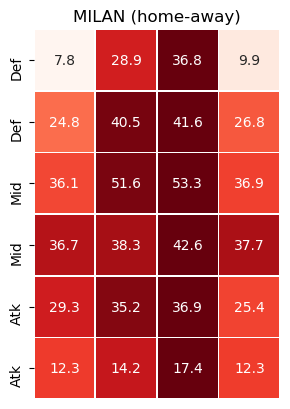 MILAN (home-away)
Def 7.8 28.9 36.8 9.9
Def 24.8 40.5 41.6 26.8
Mid 36.1 51.6 53.3 36.9
Mid 36.7 38.3 42.6 37.7
Atk 29.3 35.2 36.9 25.4
Atk 12.3 14.2 17.4 12.3